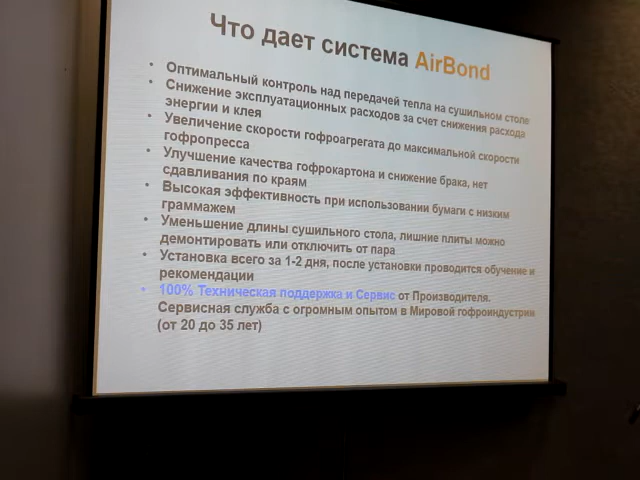 Что дает система AirBond
• Оптимальный контроль над передачей тепла на сушильном столе
• Снижение эксплуатационных расходов за счет снижения расхода
энергии и клея
• Увеличение скорости гофроагрегата до максимальной скорости
гофропресса
• Улучшение качества гофрокартона и снижение брака, нет
сдавливания по краям
• Высокая эффективность при использовании бумаги с низким
граммажем
• Уменьшение длины сушильного стола, лишние плиты можно
демонтировать или отключить от пара
• Установка всего за 1-2 дня, после установки проводится обучение и
рекомендации
• 100% Техническая поддержка и Сервис от Производителя.
Сервисная служба с огромным опытом в Мировой гофроиндустрии
(от 20 до 35 лет)